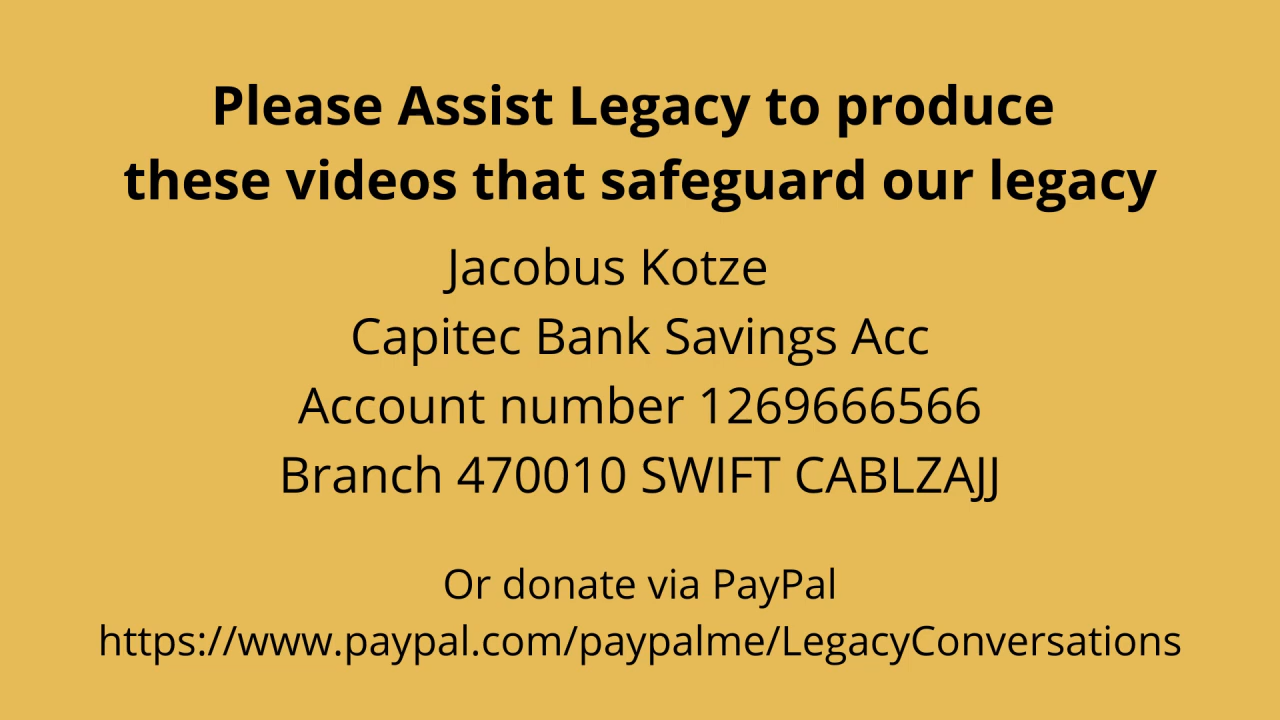 Please Assist Legacy to produce
these videos that safeguard our legacy
Jacobus Kotze
Capitec Bank Savings Acc
Account number 1269666566
Branch 470010 SWIFT CABLZAJJ
Or donate via PayPal
https://www.paypal.com/paypalme/LegacyConversations